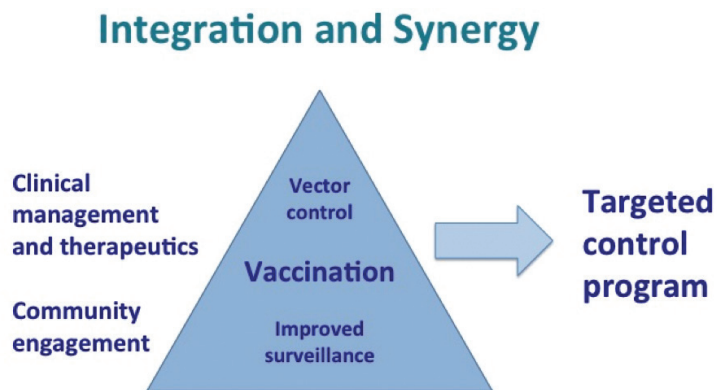 Integration and Synergy
Clinical
management
and therapeutics
Community
engagement
Vector
control
Vaccination
Improved
surveillance
Targeted
control
program